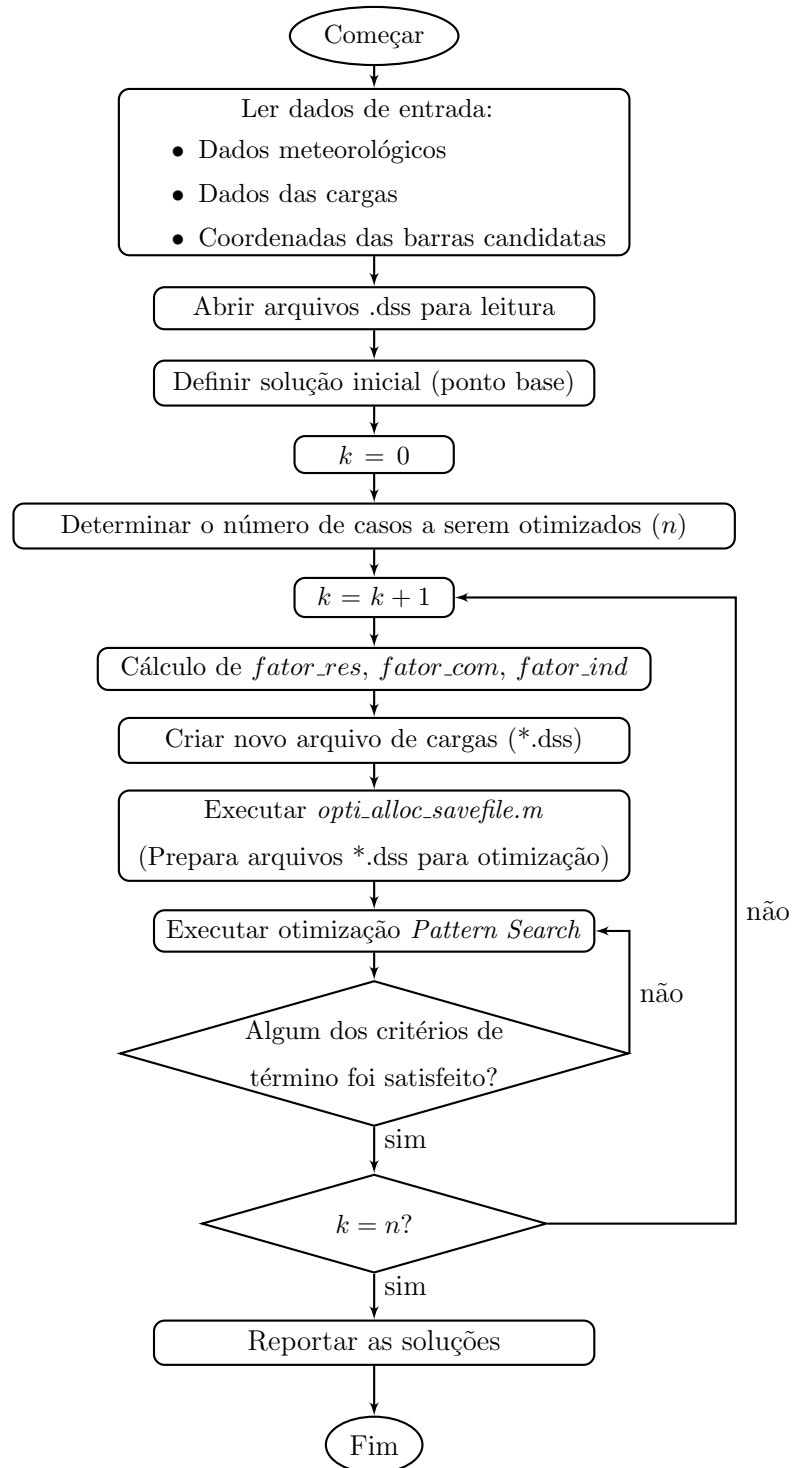 Começar
Ler dados de entrada:
• Dados meteorológicos
• Dados das cargas
• Coordenadas das barras candidatas
Abrir arquivos .dss para leitura
Definir solução inicial (ponto base)
k = 0
Determinar o número de casos a serem otimizados (n)
k = k + 1
Cálculo de fator_res, fator_com, fator_ind
Criar novo arquivo de cargas (*.dss)
Executar opti_alloc_savefile.m
(Prepara arquivos *.dss para otimização)
não
Executar otimização Pattern Search
não
Algum dos critérios de
término foi satisfeito?
sim
k = n?
sim
Reportar as soluções
Fim